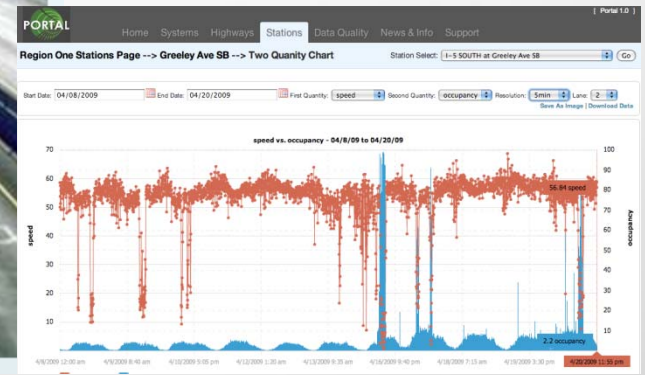 [ Portal 1.0 ]
PORTAL
Home Systems Highways Stations Data Quality News & Info Support
Region One Stations Page --> Greeley Ave SB --> Two Quanity Chart
Station Select: I-5 SOUTH at Greeley Ave SB Go
Start Date: 04/08/2009 End Date: 04/20/2009 First Quantity: speed Second Quantity: occupancy Resolution: 5min Lane: 2
Save As Image | Download Data
speed vs. occupancy - 04/8/09 to 04/20/09
70 100
90
60
80
56.84 speed
50 70
60
40
speed occupancy
50
30 40
30
20
20
10
10
2.2 occupancy
4/8/2009 12:00 am 4/9/2009 8:40 am 4/10/2009 5:05 pm 4/12/2009 1:30 am 4/13/2009 9:35 am 4/16/2009 9:40 pm 4/18/2009 7:15 am 4/19/2009 3:30 pm 4/20/2009 11:55 pm